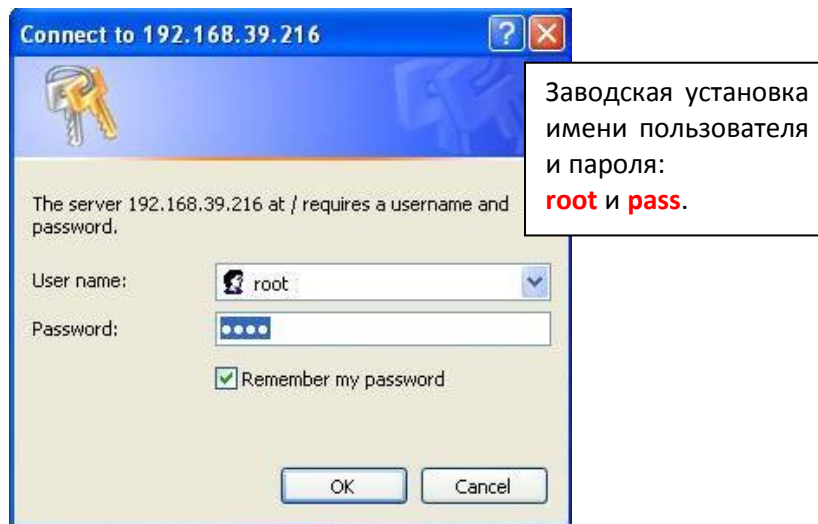 Connect to 192.168.39.216
Заводская установка
имени пользователя
и пароля:
root и pass.
The server 192.168.39.216 at / requires a username and
password.
User name:
root
Password:
••••
Remember my password
OK
Cancel